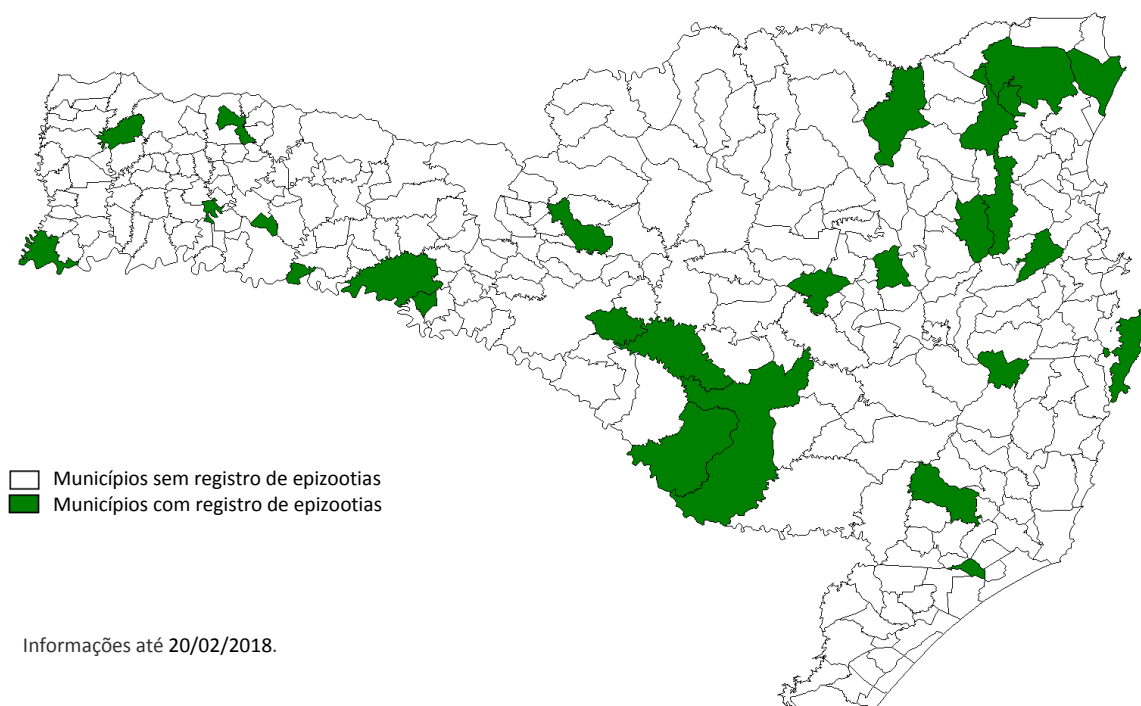 Municípios sem registro de epizootias
Municípios com registro de epizootias
Informações até 20/02/2018.